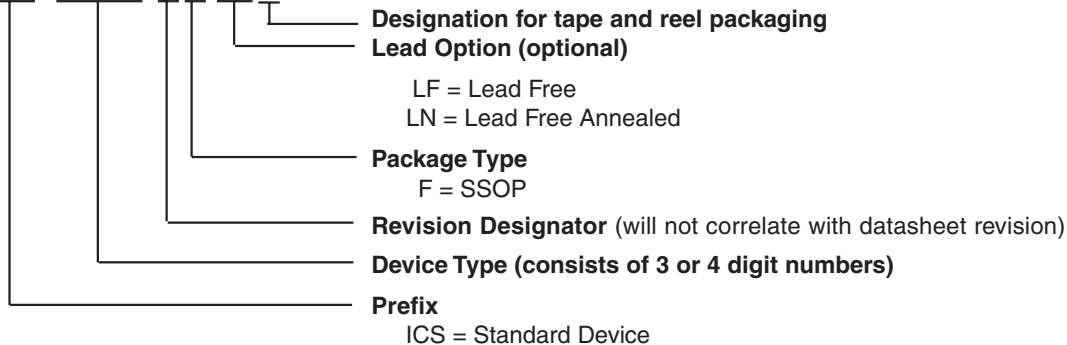 Designation for tape and reel packaging
Lead Option (optional)
LF = Lead Free
LN = Lead Free Annealed
Package Type
F = SSOP
Revision Designator (will not correlate with datasheet revision)
Device Type (consists of 3 or 4 digit numbers)
Prefix
ICS = Standard Device